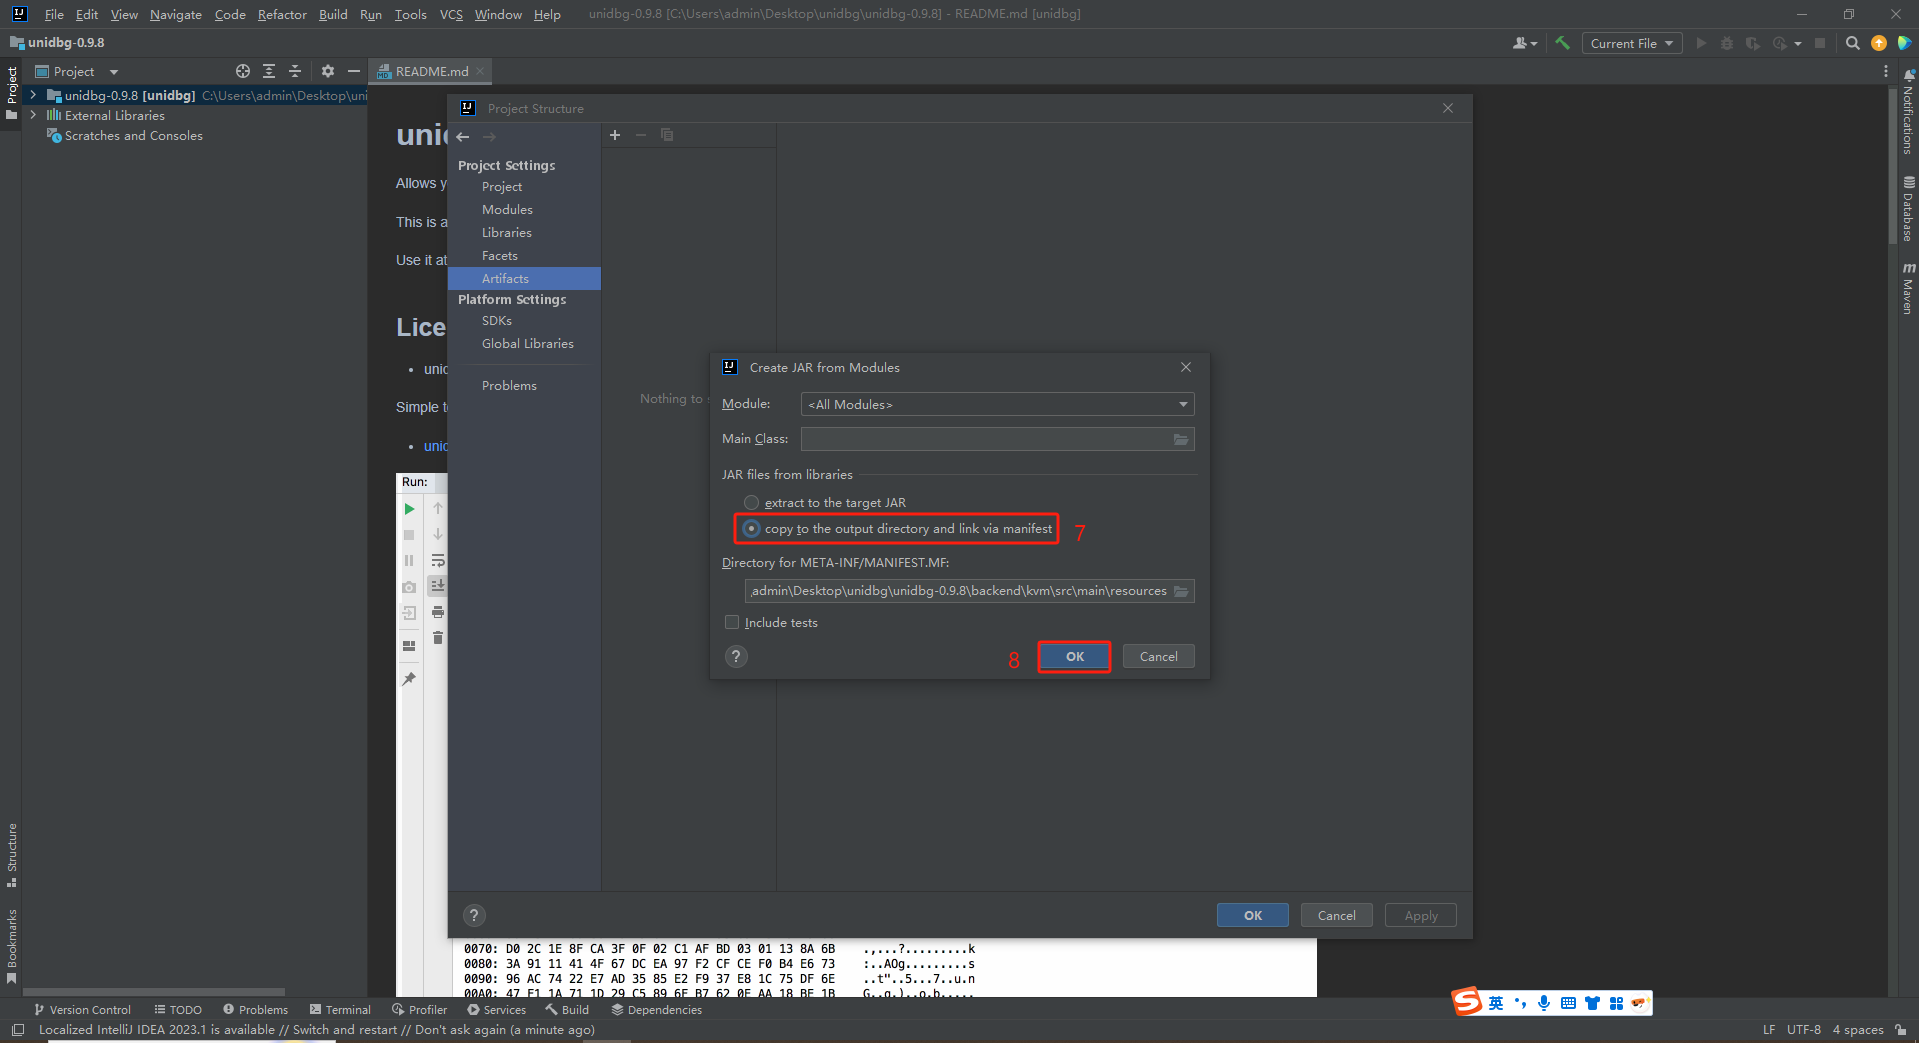 File Edit View Navigate Code Refactor Build Run Tools VCS Window Help unidbg-0.9.8 [C:\Users\admin\Desktop\unidbg\unidbg-0.9.8] - README.md [unidbg]
unidbg-0.9.8
Current File
Project
Project
README.md
unidbg-0.9.8 [unidbg] C:\Users\admin\Desktop\uni
External Libraries
Scratches and Consoles
Notifications
Database
Maven
unid
Allows y
This is a
Use it at
Lice
unid
Simple t
unid
Run:
Project Structure
Project Settings
Project
Modules
Libraries
Facets
Artifacts
Platform Settings
SDKs
Global Libraries
Problems
Nothing to s
Create JAR from Modules
Module: <All Modules>
Main Class:
JAR files from libraries
extract to the target JAR
copy to the output directory and link via manifest 7
Directory for META-INF/MANIFEST.MF:
admin\Desktop\unidbg\unidbg-0.9.8\backend\kvm\src\main\resources
Include tests
? 8 OK Cancel
? OK Cancel Apply
0070: D0 2C 1E 8F CA 3F 0F 02 C1 AF BD 03 01 13 8A 6B .,...?.........k
0080: 3A 91 11 41 4F 67 DC EA 97 F2 CF CE F0 B4 E6 73 :..AOg.........s
0090: 96 AC 74 22 E7 AD 35 85 E2 F9 37 E8 1C 75 DF 6E ..t"..5...7..u.n
00A0: 47 F1 1A 71 1D 29 C5 89 6F B7 62 0F AA 18 BE 1B G..q.)..o.b.....
Structure
Bookmarks
Version Control TODO Problems Terminal Profiler Services Build Dependencies
英
Localized IntelliJ IDEA 2023.1 is available // Switch and restart // Don't ask again (a minute ago)
LF UTF-8 4 spaces